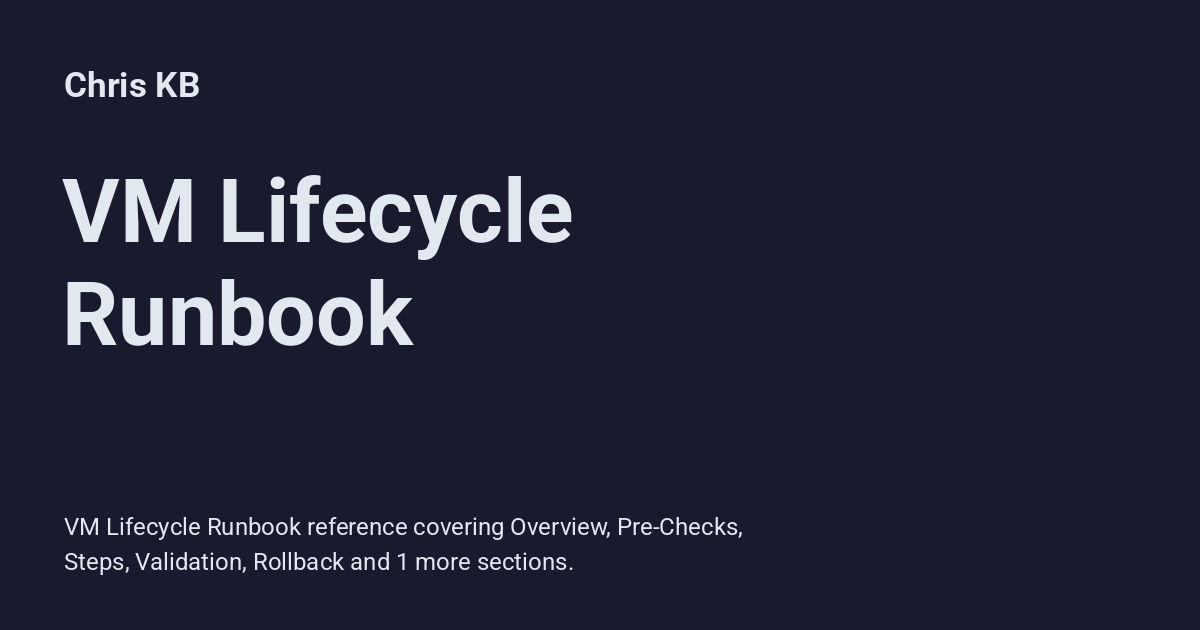 Chris KB
VM Lifecycle
Runbook
VM Lifecycle Runbook reference covering Overview, Pre-Checks,
Steps, Validation, Rollback and 1 more sections.